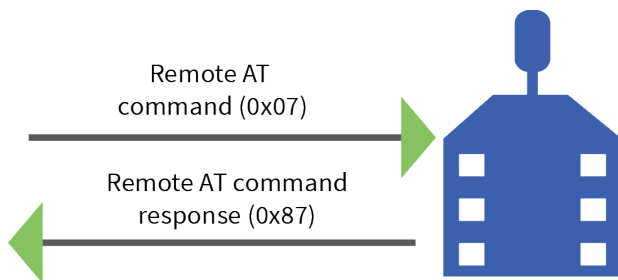 Remote AT
command (0x07)
Remote AT command
response (0x87)